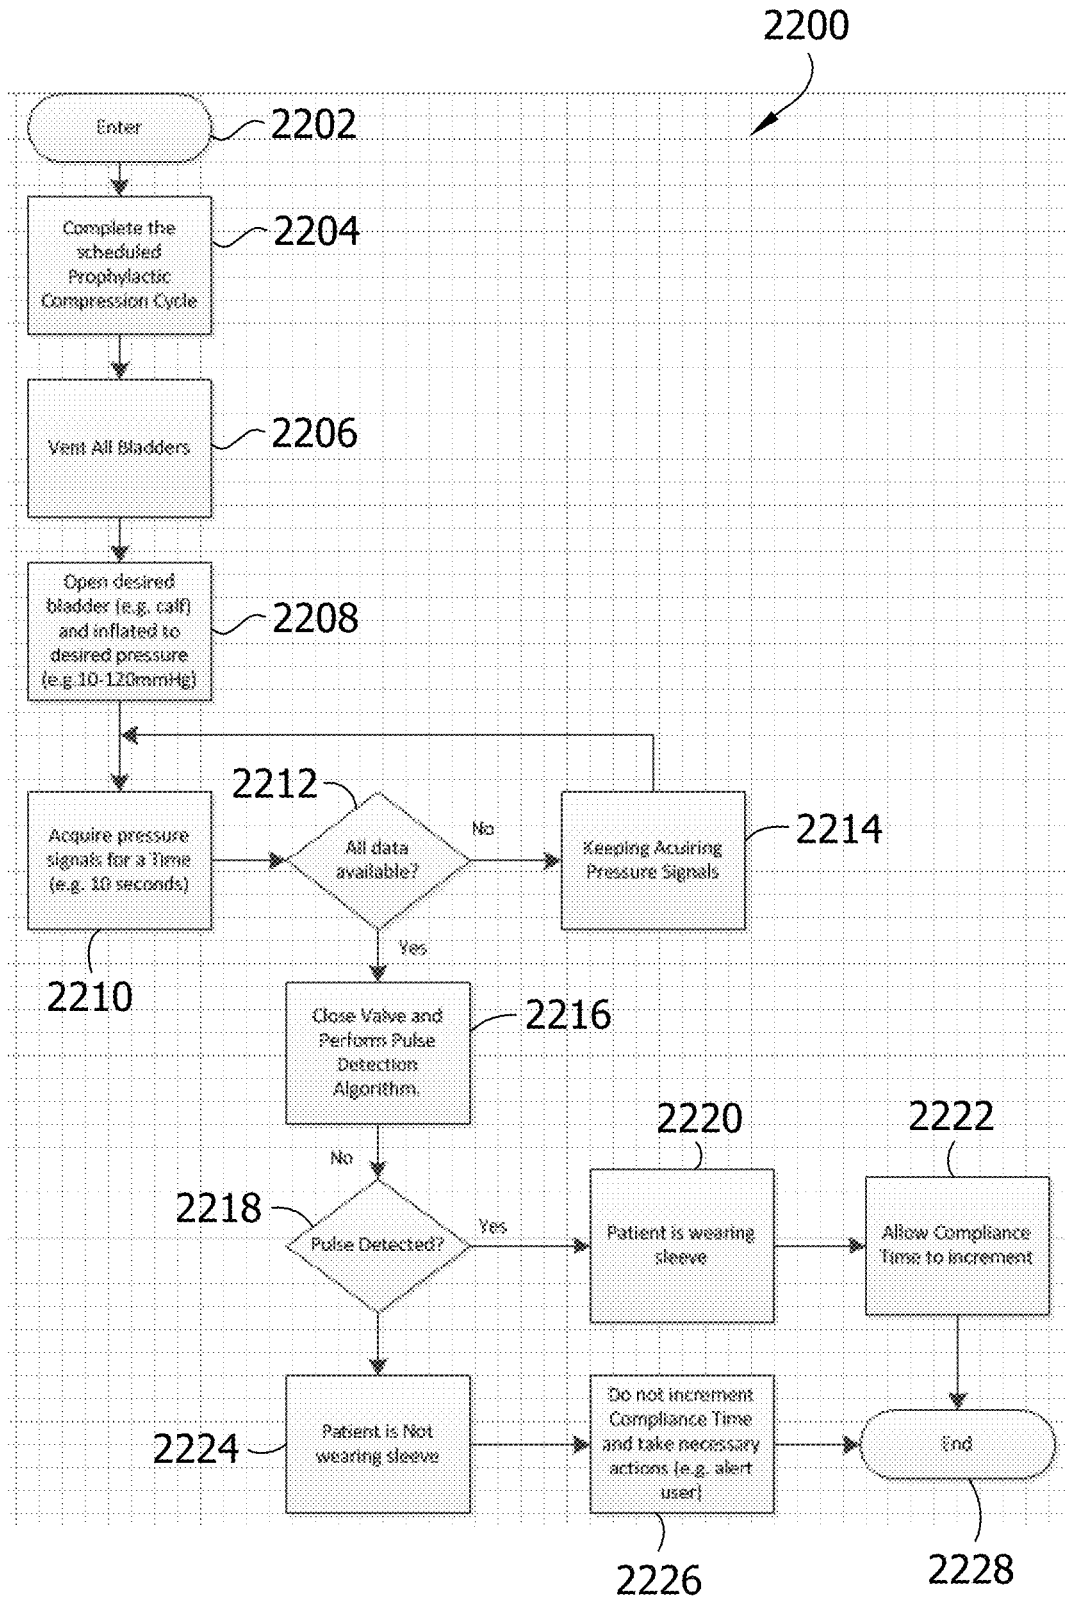 2200
Enter
2202
Complete the
scheduled
Prophylactic
Compression Cycle
2204
Vent All Bladders
2206
Open desired
bladder (e.g. calf)
and inflated to
desired pressure
(e.g.10-120mmHg)
2208
2212
Acquire pressure
signals for a Time
(e.g. 10 seconds)
2210
All data
available?
No
Keeping Acuiring
Pressure Signals
2214
Yes
Close Valve and
Perform Pulse
Detection
Algorithm.
2216
No
2218
Pulse Detected?
Yes
2220
Patient is wearing
sleeve
2222
Allow Compliance
Time to increment
2224
Patient is Not
wearing sleeve
Do not increment
Compliance Time
and take necessary
actions (e.g. alert
user)
2226
End
2228